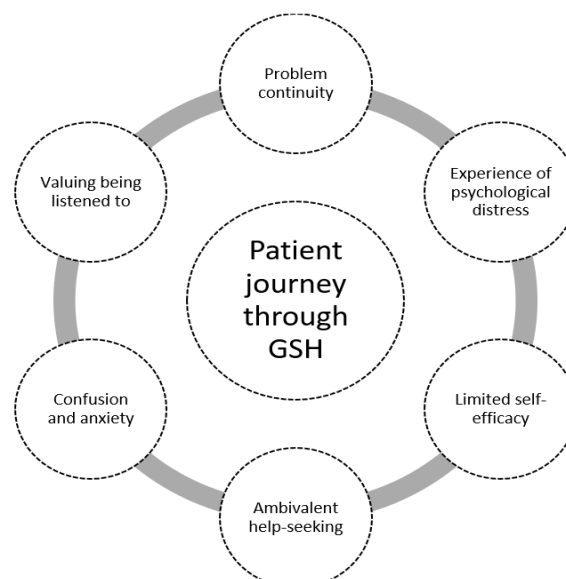 Problem
continuity
Valuing being
listened to
Experience of
psychological
distress
Patient
journey
through
GSH
Confusion
and anxiety
Limited self-
efficacy
Ambivalent
help-seeking